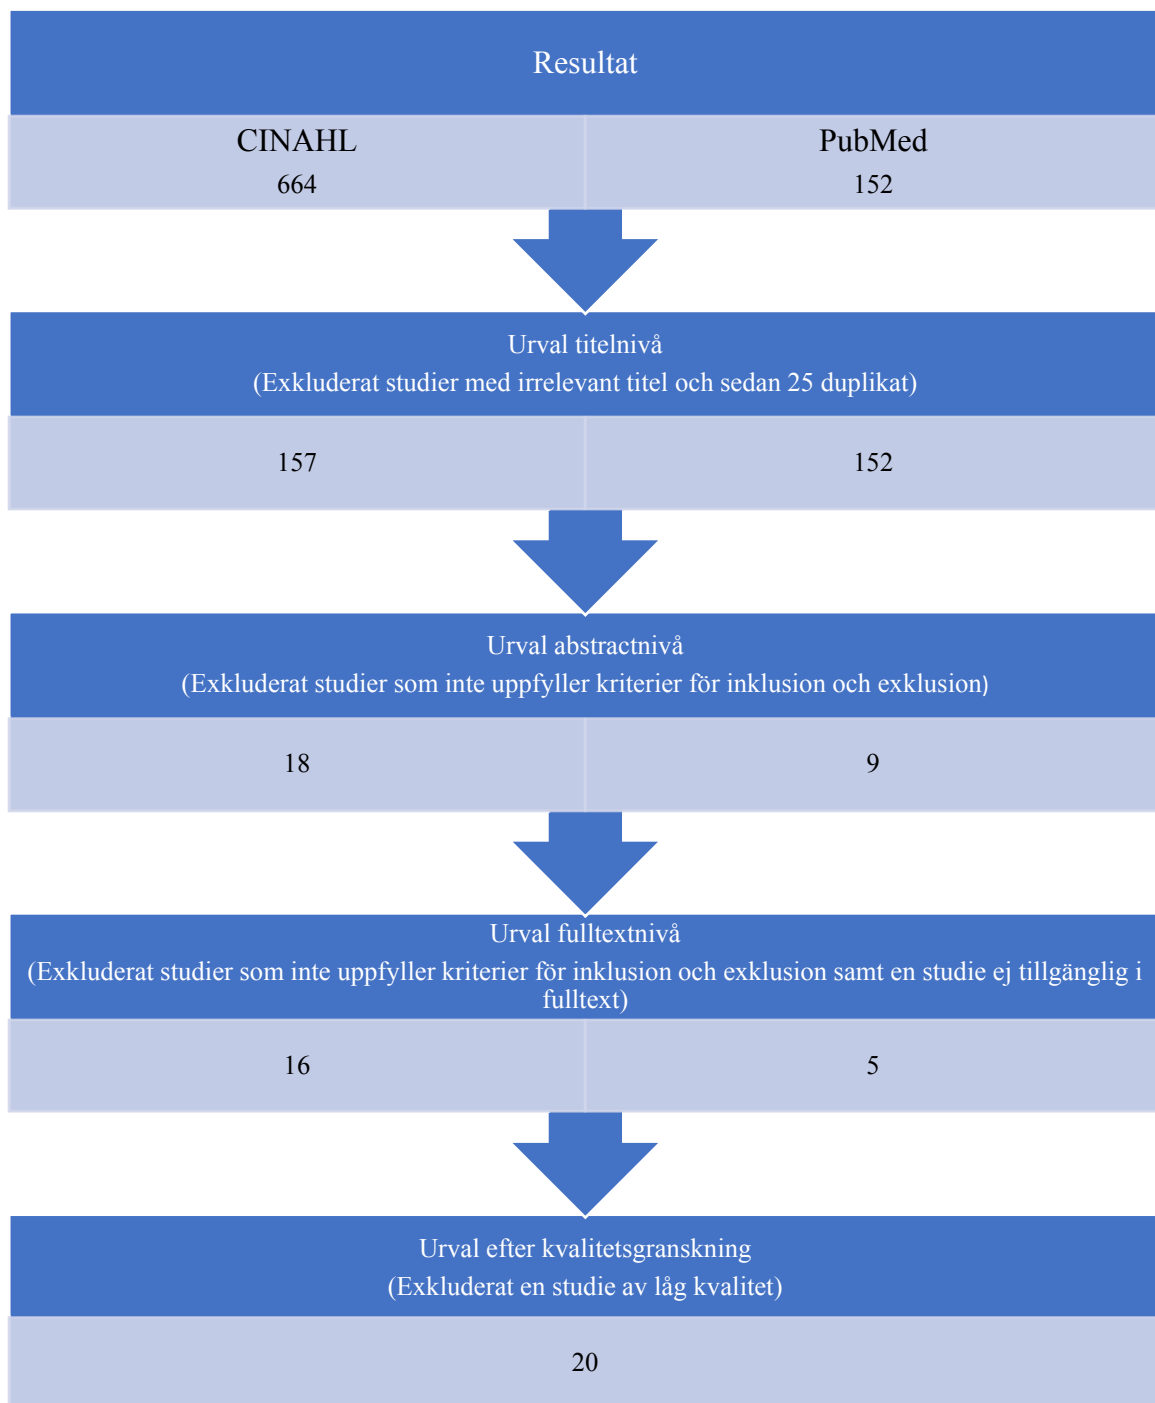 Resultat
CINAHL
664
PubMed
152
Urval titelnivå
(Exkluderat studier med irrelevant titel och sedan 25 duplikat)
157
152
Urval abstractnivå
(Exkluderat studier som inte uppfyller kriterier för inklusion och exklusion)
18
9
Urval fulltextnivå
(Exkluderat studier som inte uppfyller kriterier för inklusion och exklusion samt en studie ej tillgänglig i
fulltext)
16
5
Urval efter kvalitetsgranskning
(Exkluderat en studie av låg kvalitet)
20